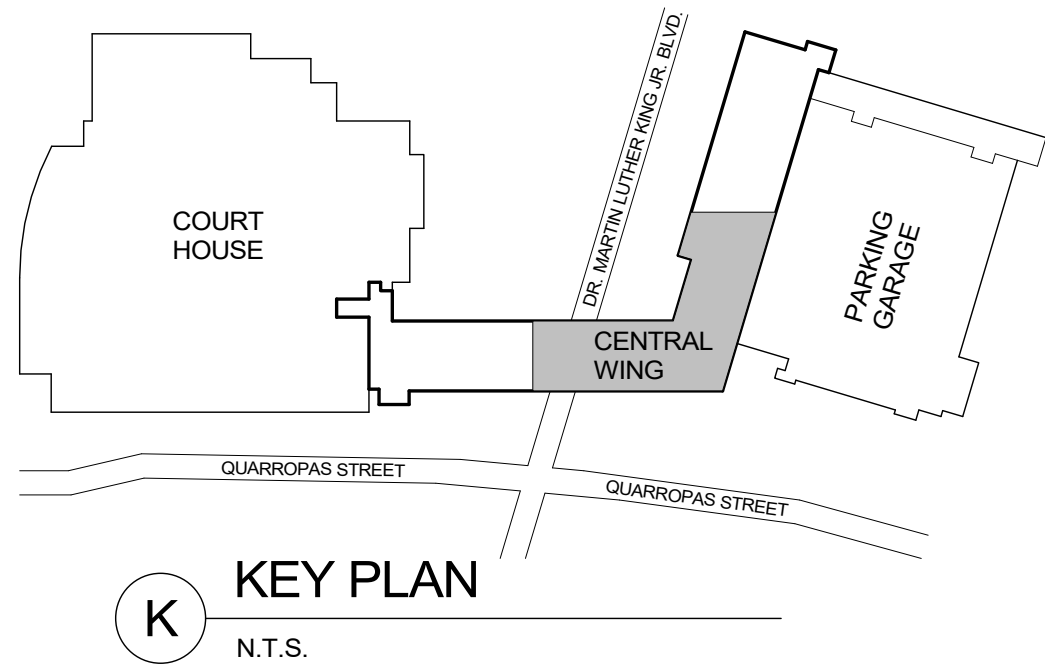 DR. MARTIN LUTHER KING JR. BLVD.
COURT
HOUSE
PARKING
GARAGE
CENTRAL
WING
QUARROPAS STREET
QUARROPAS STREET
K
KEY PLAN
N.T.S.